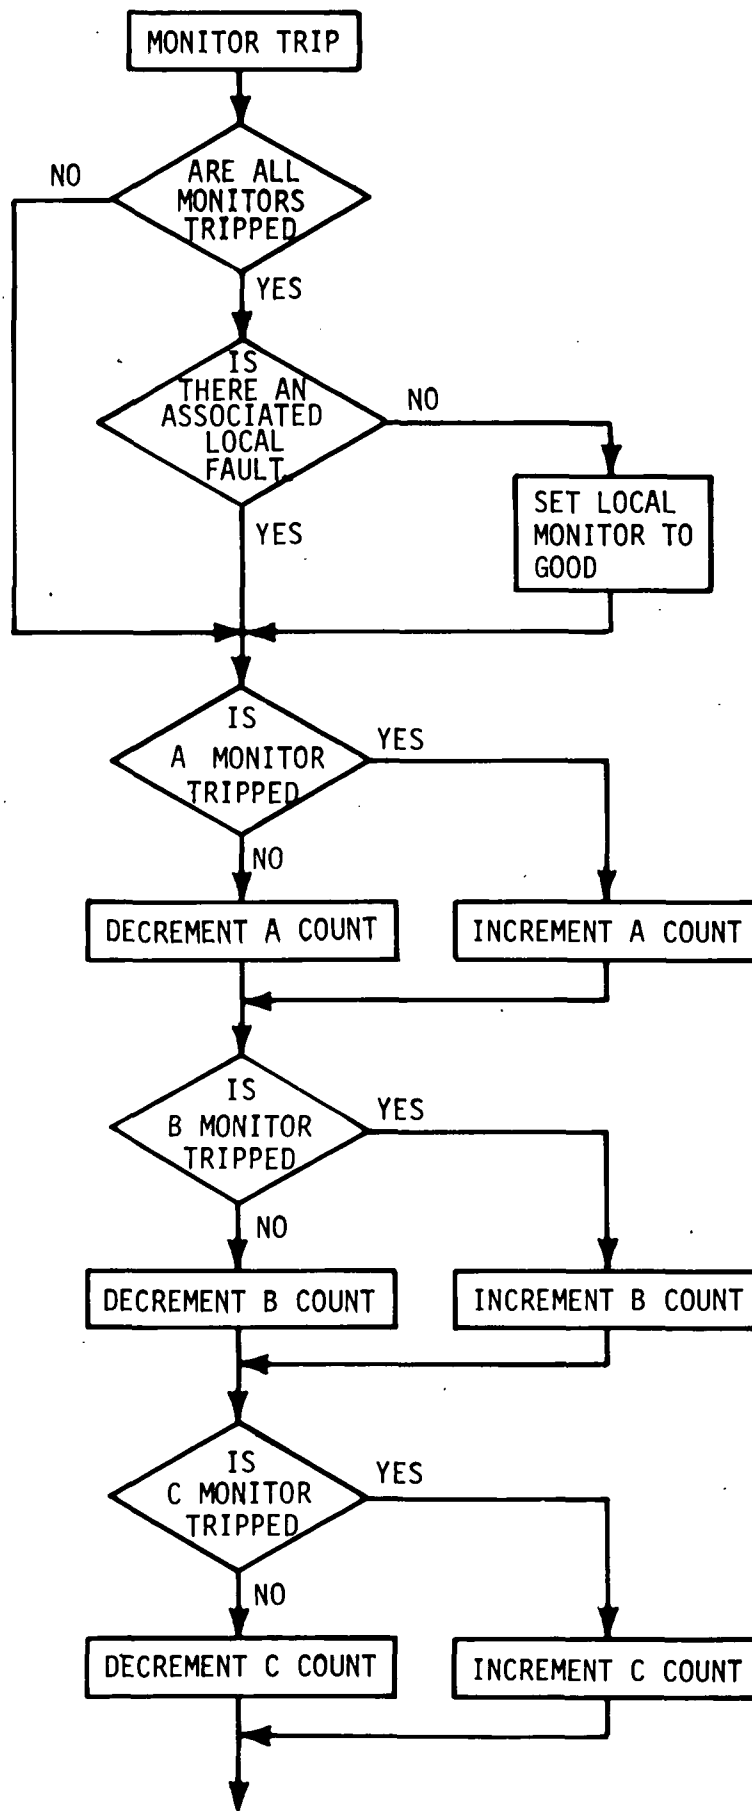 MONITOR TRIP
NO
ARE ALL
MONITORS
TRIPPED
YES
IS
THERE AN
ASSOCIATED
LOCAL
FAULT
NO
SET LOCAL
MONITOR TO
GOOD
YES
IS
A MONITOR
TRIPPED
YES
NO
DECREMENT A COUNT
INCREMENT A COUNT
IS
B MONITOR
TRIPPED
YES
NO
DECREMENT B COUNT
INCREMENT B COUNT
IS
C MONITOR
TRIPPED
YES
NO
DECREMENT C COUNT
INCREMENT C COUNT